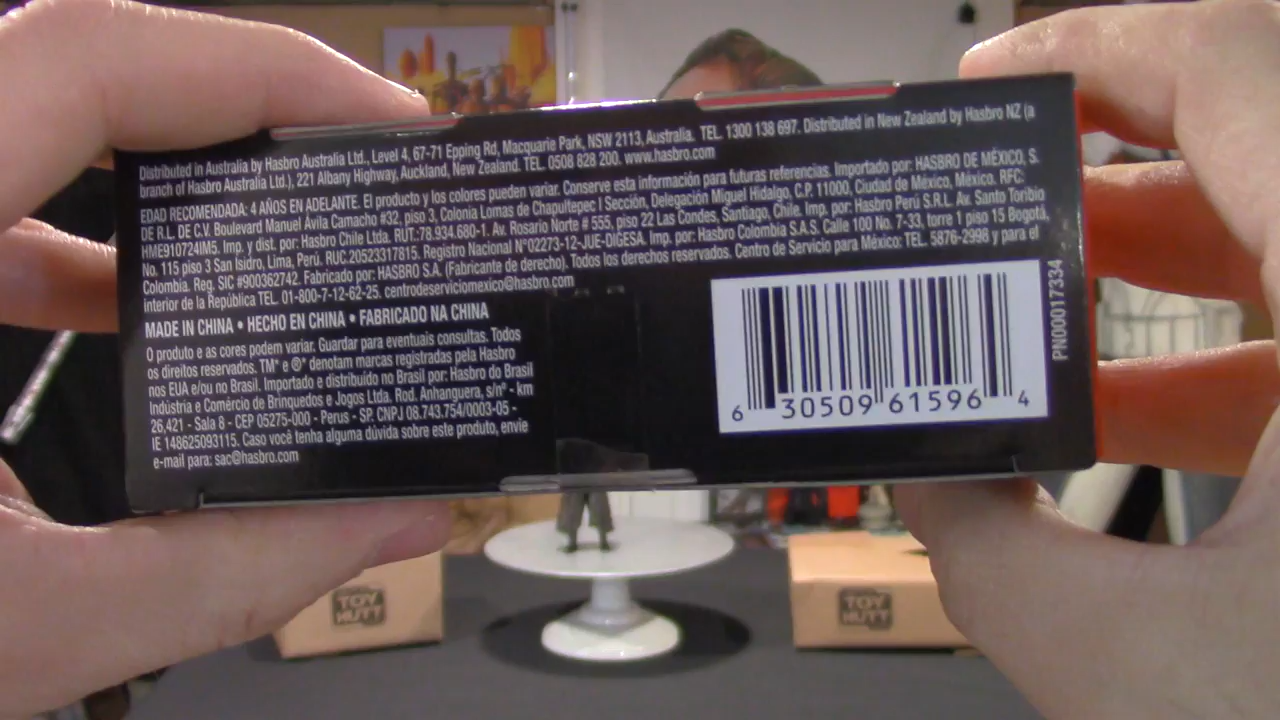 Distributed in Australia by Hasbro Australia Ltd., Level 4, 67-71 Epping Rd, Macquarie Park, NSW 2113, Australia. TEL. 1300 138 697. Distributed in New Zealand by Hasbro NZ (a
branch of Hasbro Australia Ltd.), 221 Albany Highway, Auckland, New Zealand. TEL. 0508 828 200. www.hasbro.com
EDAD RECOMENDADA: 4 AÑOS EN ADELANTE. El producto y los colores pueden variar. Conserve esta información para futuras referencias. Importado por: HASBRO DE MÉXICO, S.
DE R.L. DE C.V. Boulevard Manuel Ávila Camacho #32, piso 3, Colonia Lomas de Chapultepec I Sección, Delegación Miguel Hidalgo, C.P. 11000, Ciudad de México, México. RFC:
HME910724IM5. Imp. y dist. por: Hasbro Chile Ltda. RUT.:78.934.680-1. Av. Rosario Norte # 555, piso 22 Las Condes, Santiago, Chile. Imp. por: Hasbro Perú S.R.L. Av. Santo Toribio
No. 115 piso 3 San Isidro, Lima, Perú. RUC.20523317815. Registro Nacional N°02273-12-JUE-DIGESA. Imp. por: Hasbro Colombia S.A.S. Calle 100 No. 7-33, torre 1 piso 15 Bogotá,
Colombia. Reg. SIC #900362742. Fabricado por: HASBRO S.A. (Fabricante de derecho). Todos los derechos reservados. Centro de Servicio para México: TEL. 5876-2998 y para el
interior de la República TEL. 01-800-7-12-62-25. centrodeserviciomexico@hasbro.com
MADE IN CHINA • HECHO EN CHINA • FABRICADO NA CHINA
O produto e as cores podem variar. Guardar para eventuais consultas. Todos
os direitos reservados. TM* e ®* denotam marcas registradas pela Hasbro
nos EUA e/ou no Brasil. Importado e distribuído no Brasil por: Hasbro do Brasil
Indústria e Comércio de Brinquedos e Jogos Ltda. Rod. Anhanguera, s/nº - km
26,421 - Sala 8 - CEP 05275-000 - Perus - SP. CNPJ 08.743.754/0003-05 -
IE 148625093115. Caso você tenha alguma dúvida sobre este produto, envie
e-mail para: sac@hasbro.com
6 30509 61596 4
PN00017334
TOY
HUTT
TOY
HUTT